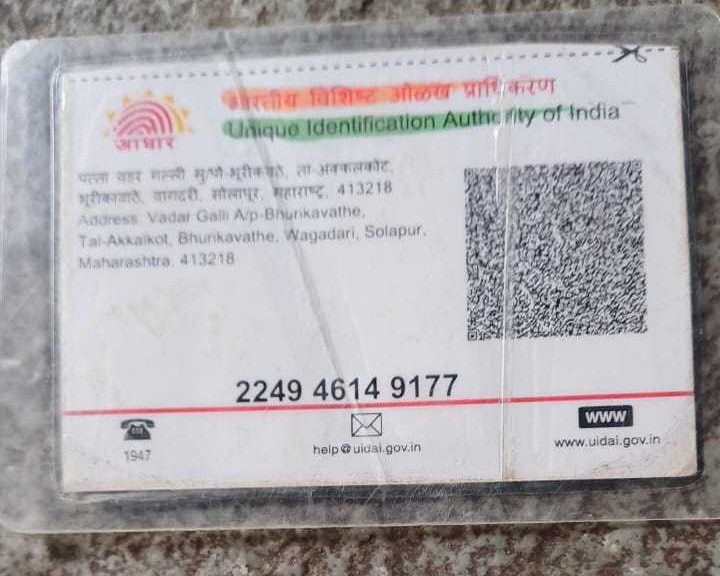 भारतीय विशिष्ट ओळख प्राधिकरण
Unique Identification Authority of India
आधार
पत्ता वडर गल्ली मु/पो-भूरीकवठे, ता-अक्कलकोट,
भूरीकवाठे, वागदरी, सोलापूर, महाराष्ट्र, 413218
Address: Vadar Galli A/p-Bhurikavathe,
Tal-Akkalkot, Bhurikavathe, Wagadari, Solapur,
Maharashtra, 413218
2249 4614 9177
1947
help@uidai.gov.in
WWW
www.uidai.gov.in